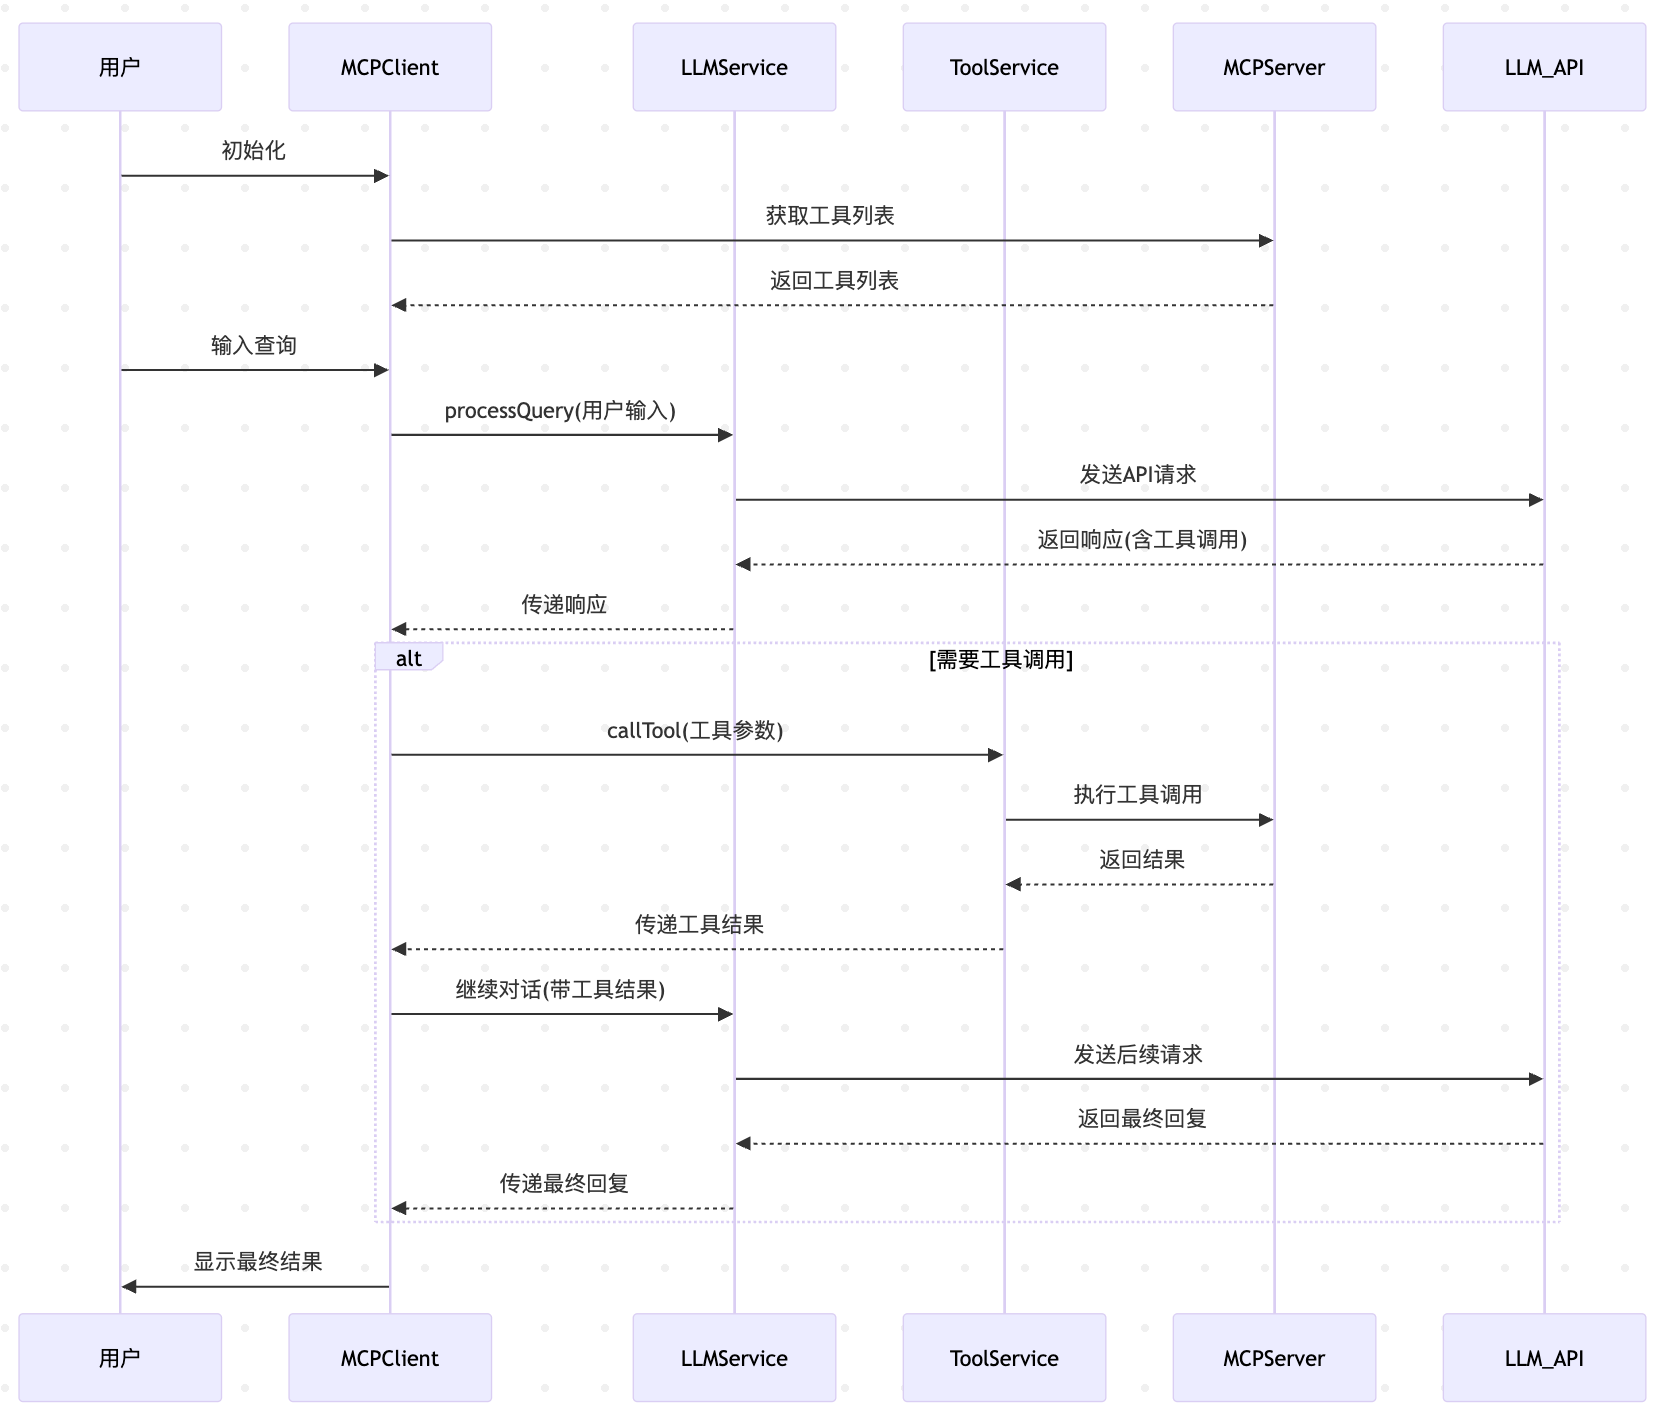 用户
MCPClient
LLMService
ToolService
MCPServer
LLM_API
初始化
获取工具列表
返回工具列表
输入查询
processQuery(用户输入)
发送API请求
返回响应(含工具调用)
传递响应
alt
[需要工具调用]
callTool(工具参数)
执行工具调用
返回结果
传递工具结果
继续对话(带工具结果)
发送后续请求
返回最终回复
传递最终回复
显示最终结果
用户
MCPClient
LLMService
ToolService
MCPServer
LLM_API